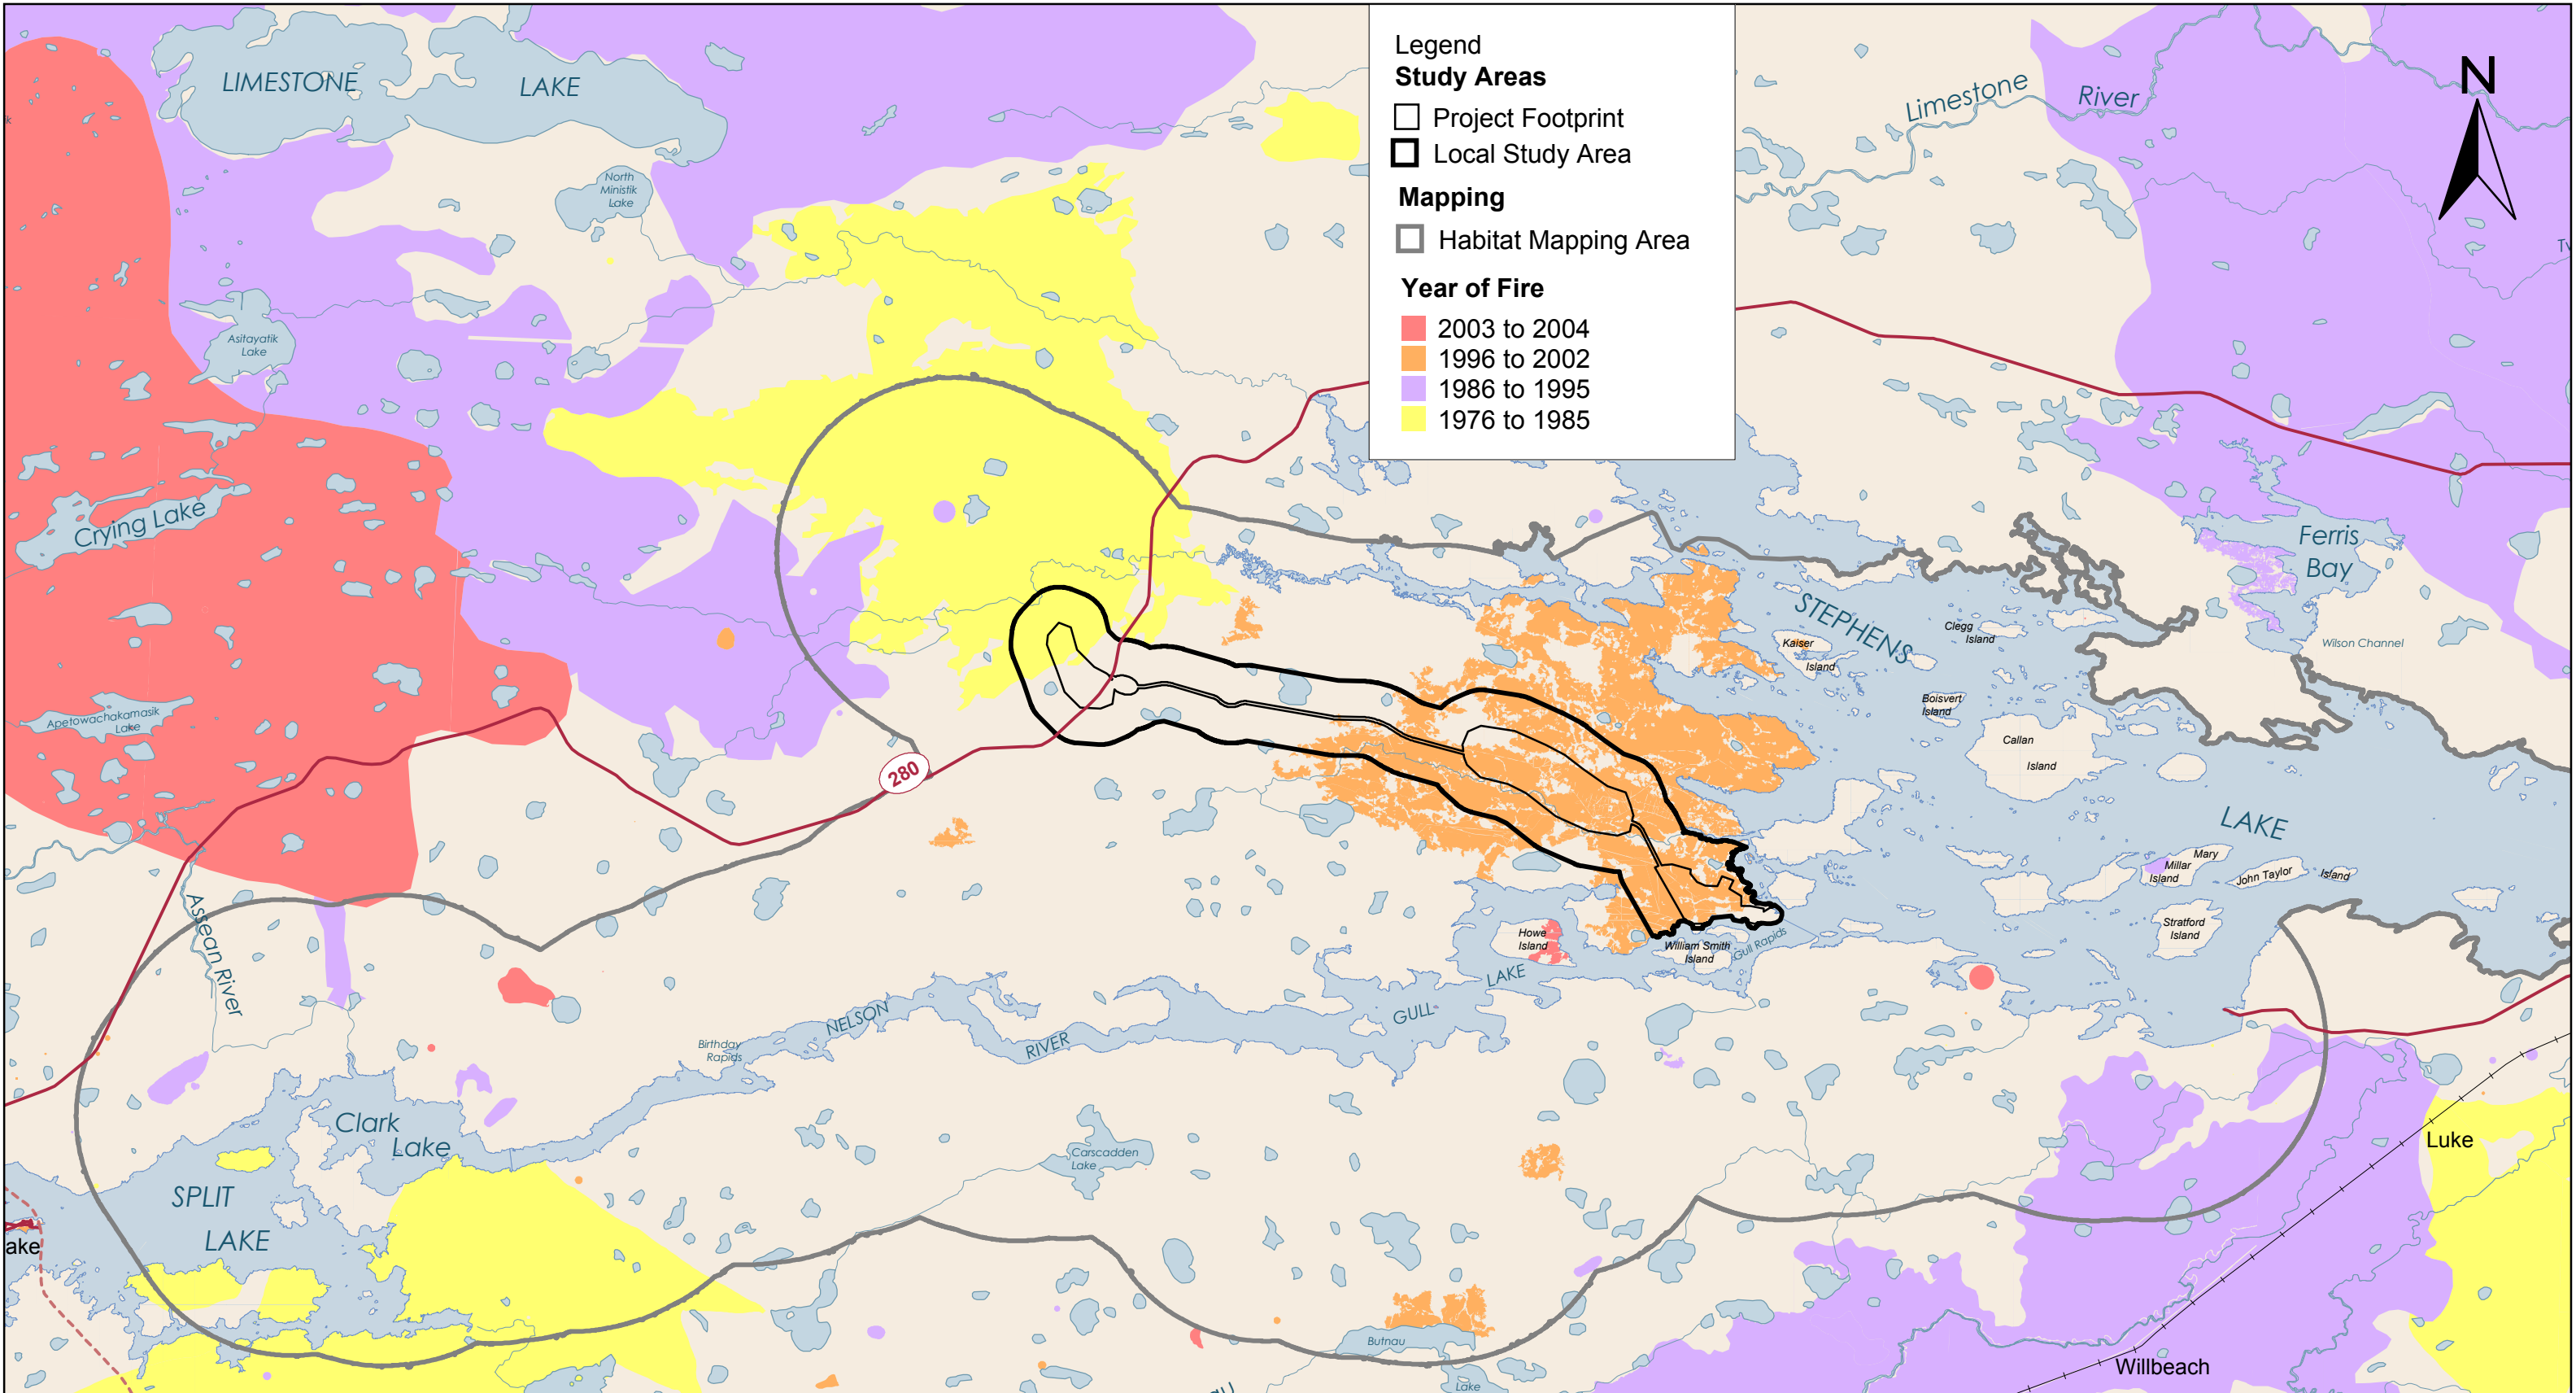 Legend
Study Areas
Project Footprint
Local Study Area
Mapping
Habitat Mapping Area
Year of Fire
2003 to 2004
1996 to 2002
1986 to 1995
1976 to 1985
N
LIMESTONE LAKE
Limestone River
North
Ministik
Lake
Asitayatik
Lake
Crying Lake
Ferris
Bay
Wilson Channel
STEPHENS
LAKE
Clegg
Island
Kaiser
Island
Boisvert
Island
Callan
Island
Apetowachakamasik
Lake
280
Mary
Millar
Island
John Taylor
Island
Stratford
Island
Howe
Island
William Smith
Island
Gull Rapids
Assean River
GULL LAKE
NELSON
RIVER
Birthday
Rapids
Clark
Lake
Carscadden
Lake
SPLIT
LAKE
ake
Luke
Butnau
Lake
Willbeach